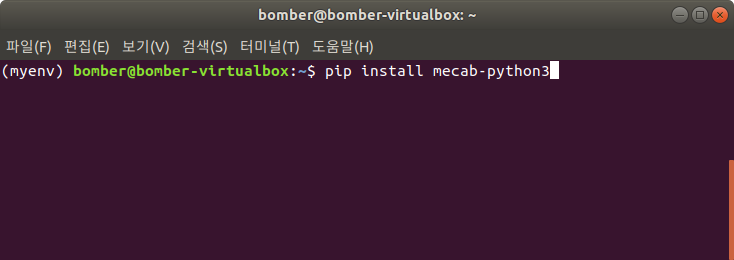 bomber@bomber-virtualbox: ~
파일(F) 편집(E) 보기(V) 검색(S) 터미널(T) 도움말(H)
(myenv) bomber@bomber-virtualbox:~$ pip install mecab-python3